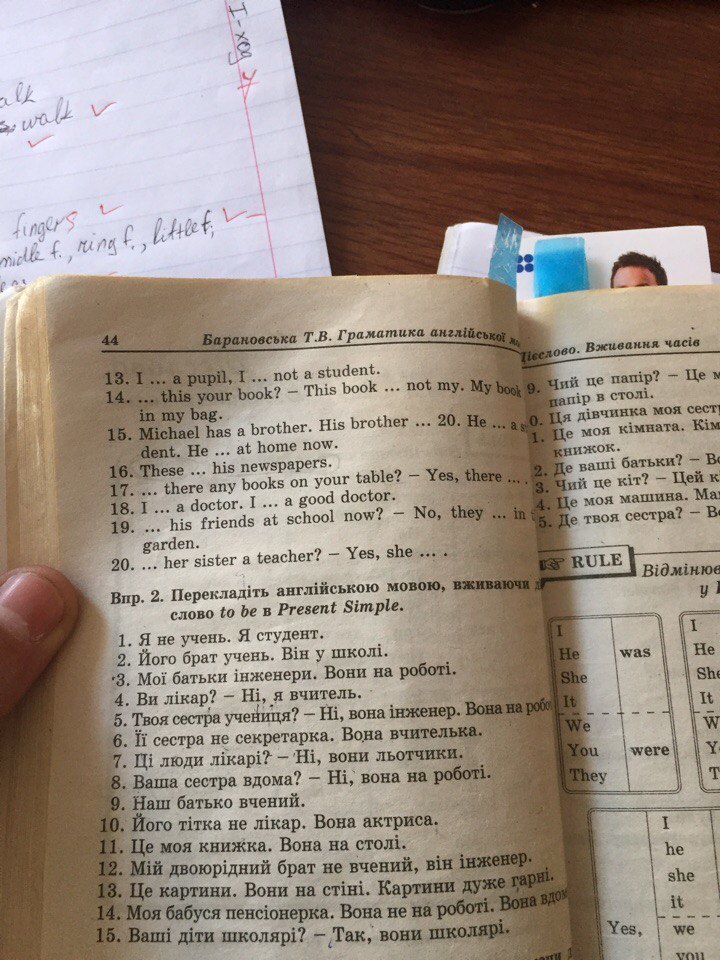 I-ход
walk
fingers
middle f., ring f., little f,
44 Барановська Т.В. Граматика англійської
13. I ... a pupil, I ... not a student.
14. ... this your book? – This book ... not my. My book
in my bag.
15. Michael has a brother. His brother ... 20. He ... a
dent. He ... at home now.
16. These ... his newspapers.
17. ... there any books on your table? – Yes, there ... .
18. I ... a doctor. I ... a good doctor.
19. ... his friends at school now? – No, they ... in
garden.
20. ... her sister a teacher? – Yes, she ... .
Впр. 2. Перекладіть англійською мовою, вживаючи
слово to be в Present Simple.
1. Я не учень. Я студент.
2. Його брат учень. Він у школі.
3. Мої батьки інженери. Вони на роботі.
4. Ви лікар? – Ні, я вчитель.
5. Твоя сестра учениця? – Ні, вона інженер. Вона на робо
6. Її сестра не секретарка. Вона вчителька.
7. Ці люди лікарі? – Ні, вони льотчики.
8. Ваша сестра вдома? – Ні, вона на роботі.
9. Наш батько вчений.
10. Його тітка не лікар. Вона актриса.
11. Це моя книжка. Вона на столі.
12. Мій двоюрідний брат не вчений, він інженер.
13. Це картини. Вони на стіні. Картини дуже гарні.
14. Моя бабуся пенсіонерка. Вона не на роботі. Вона вдом
15. Ваші діти школярі? – Так, вони школярі.
Дієслово. Вживання часів
9. Чий це папір? – Це
папір в столі.
0. Ця дівчинка моя сест
1. Це моя кімната. Кім
книжок.
2. Де ваші батьки? – В
3. Чий це кіт? – Цей к
4. Це моя машина. Ма
5. Де твоя сестра? – В
RULE
Відмінюв
у
I
He was
She
It
We
You were
They
I
He
She
It
W
Y
T
I
he
she
it
Yes, we
you